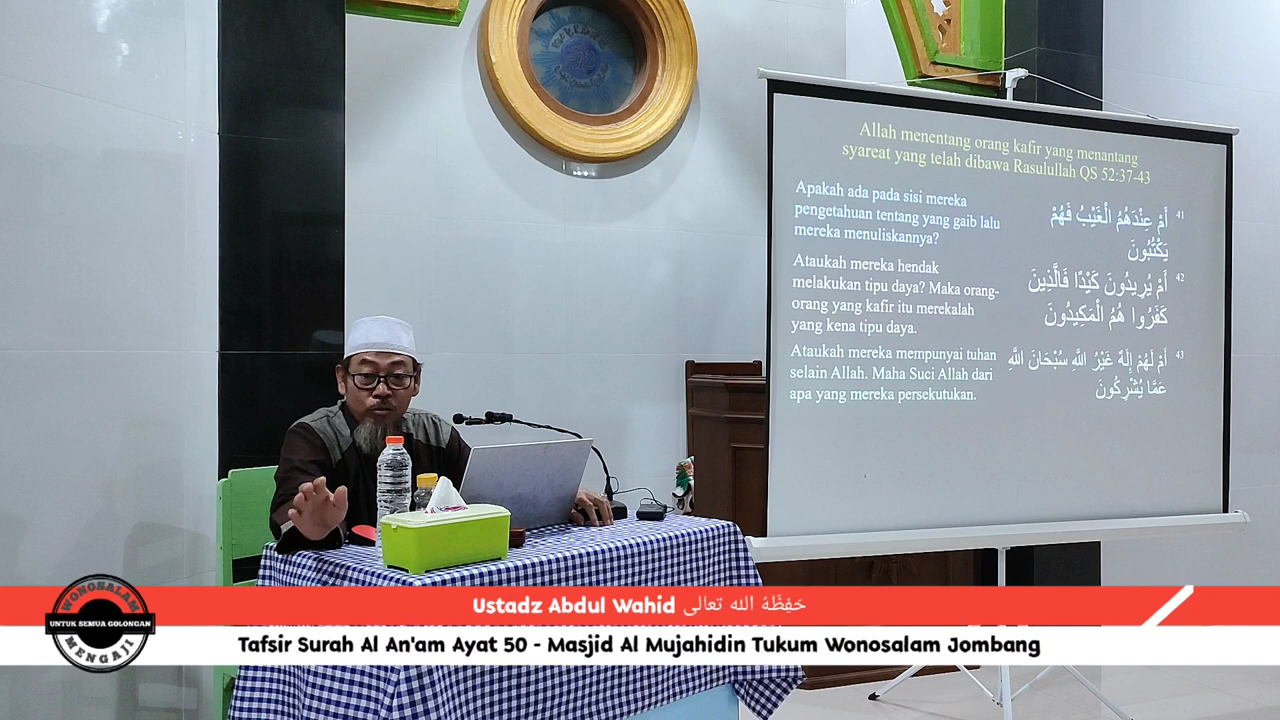 Allah menentang orang kafir yang menantang
syareat yang telah dibawa Rasulullah QS 52:37-43
Apakah ada pada sisi mereka
pengetahuan tentang yang gaib lalu
mereka menuliskannya?
أَمْ عِنْدَهُمُ الْغَيْبُ فَهُمْ 41
يَكْتُبُونَ
Ataukah mereka hendak
melakukan tipu daya? Maka orang-
orang yang kafir itu merekalah
yang kena tipu daya.
أَمْ يُرِيدُونَ كَيْدًا فَالَّذِينَ 42
كَفَرُوا هُمُ الْمَكِيدُونَ
Ataukah mereka mempunyai tuhan
selain Allah. Maha Suci Allah dari
apa yang mereka persekutukan.
أَمْ لَهُمْ إِلَهٌ غَيْرُ اللَّهِ سُبْحَانَ اللَّهِ 43
عَمَّا يُشْرِكُونَ
WONOSALAM
UNTUK SEMUA GOLONGAN
MENGAJI
Ustadz Abdul Wahid حَفِظَهُ الله تعالى
Tafsir Surah Al An'am Ayat 50 - Masjid Al Mujahidin Tukum Wonosalam Jombang